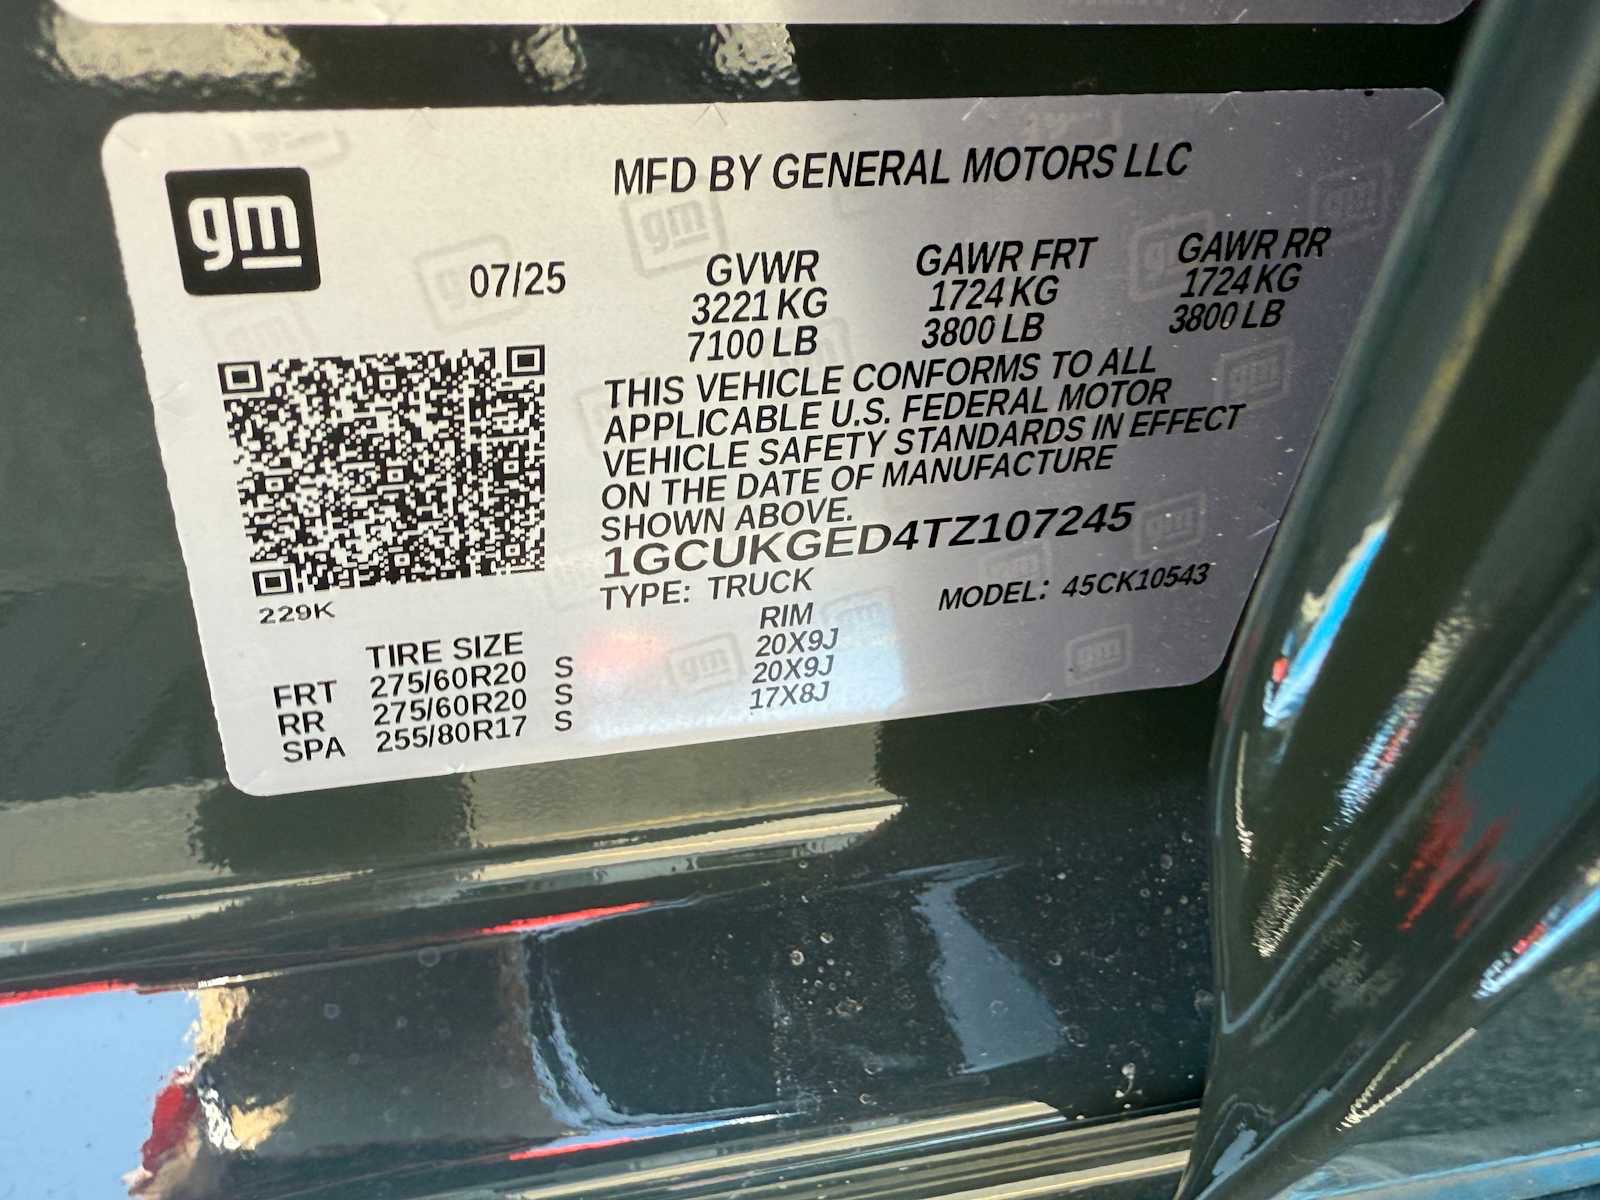 gm
MFD BY GENERAL MOTORS LLC
07/25
GVWR GAWR FRT GAWR RR
3221 KG 1724 KG 1724 KG
7100 LB 3800 LB 3800 LB
THIS VEHICLE CONFORMS TO ALL
APPLICABLE U.S. FEDERAL MOTOR
VEHICLE SAFETY STANDARDS IN EFFECT
ON THE DATE OF MANUFACTURE
SHOWN ABOVE.
1GCUKGED4TZ107245
TYPE: TRUCK MODEL: 45CK10543
229K
TIRE SIZE RIM
FRT 275/60R20 S 20X9J
RR 275/60R20 S 20X9J
SPA 255/80R17 S 17X8J